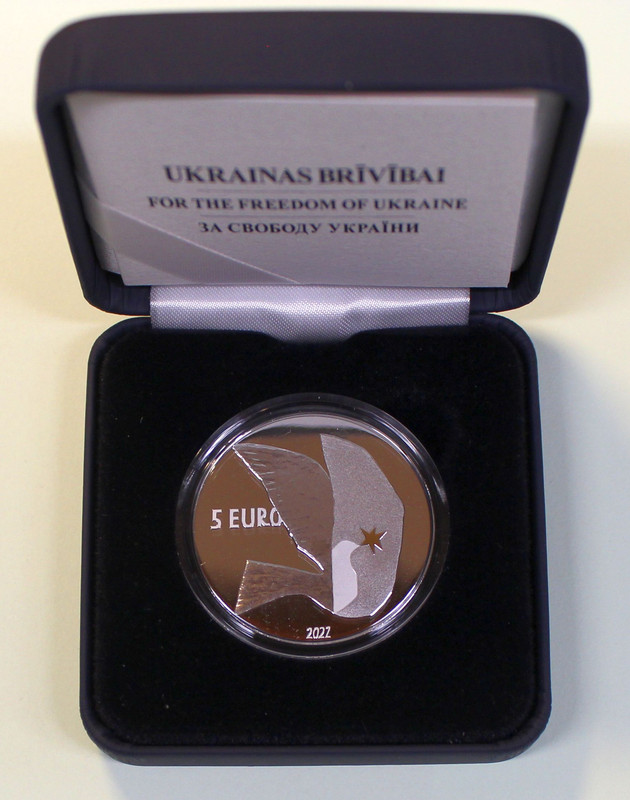 UKRAINAS BRĪVĪBAI
FOR THE FREEDOM OF UKRAINE
ЗА СВОБОДУ УКРАЇНИ
5 EURO
2022